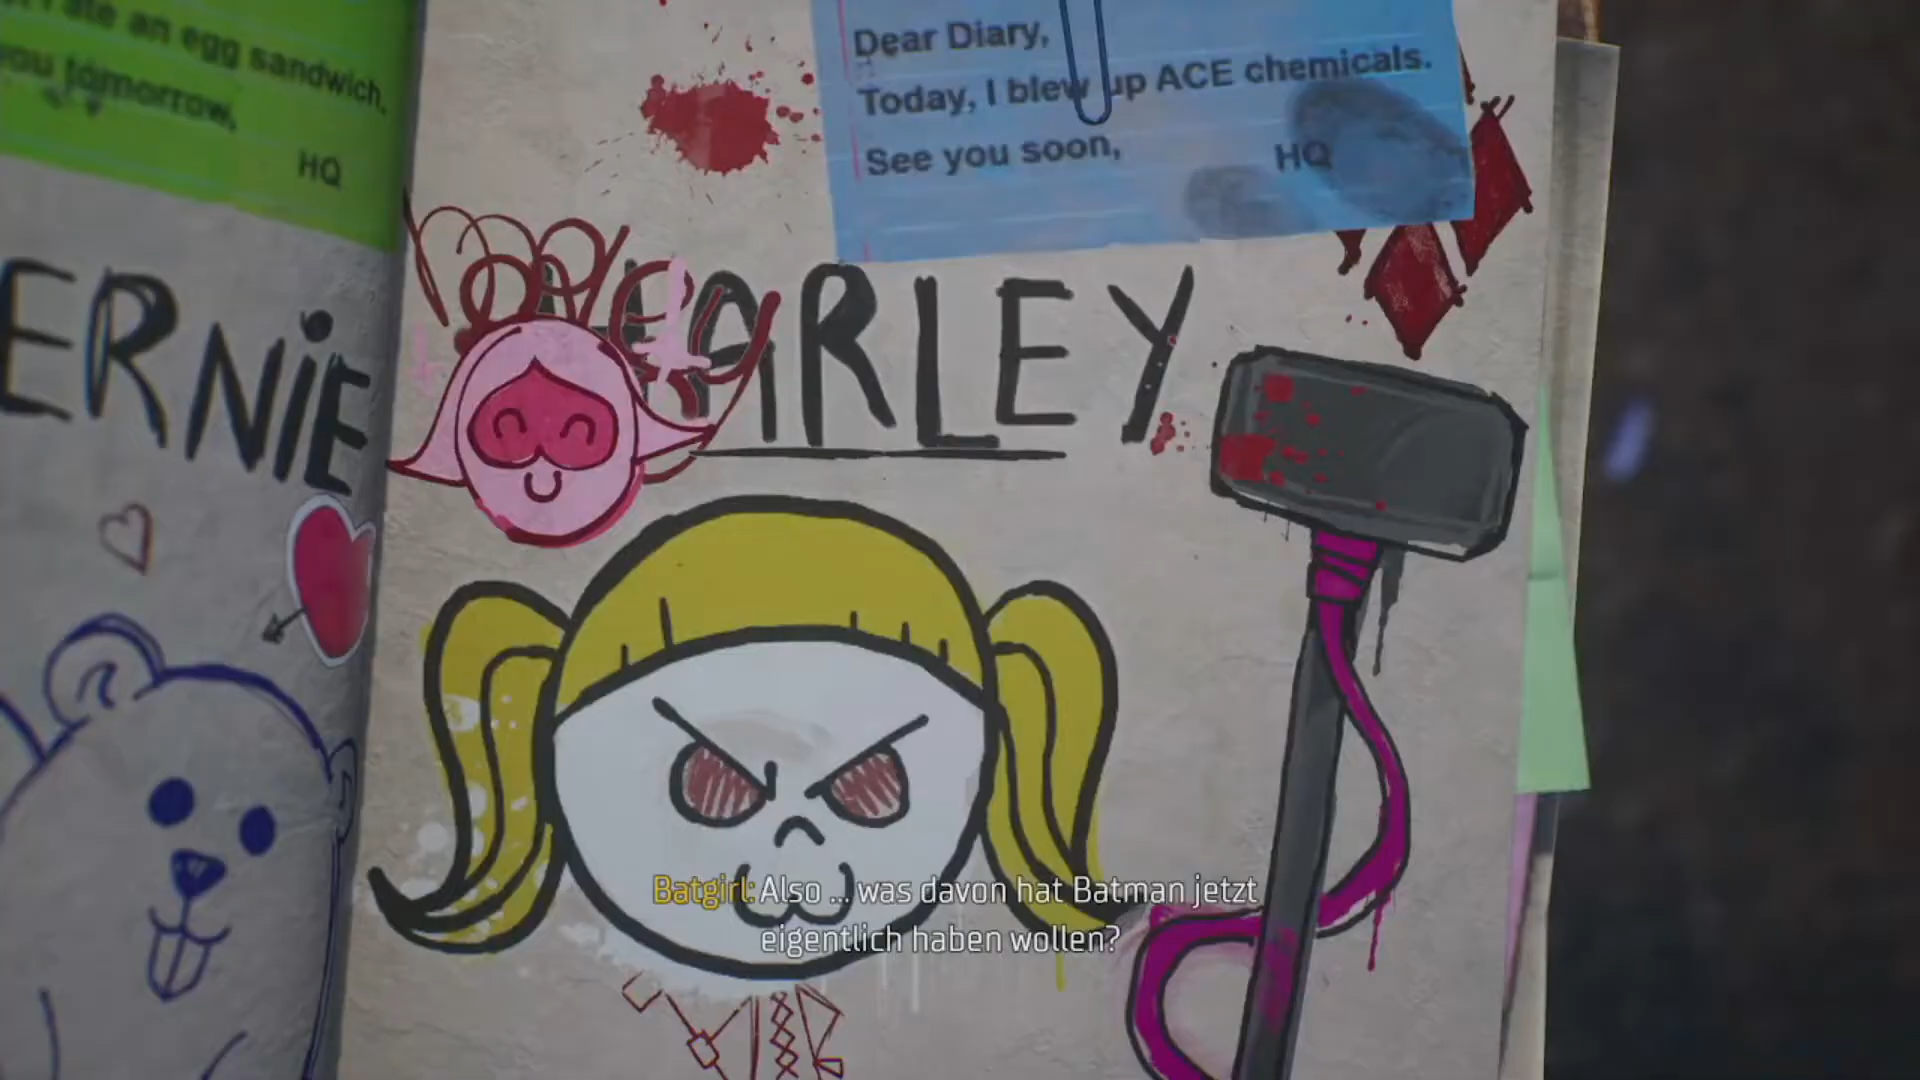 ate an egg sandwich.
you tomorrow,
HQ
ERNiE
Dear Diary,
Today, I blew up ACE chemicals.
See you soon,
HQ
HARLEY
Batgirl: Also ... was davon hat Batman jetzt
eigentlich haben wollen?